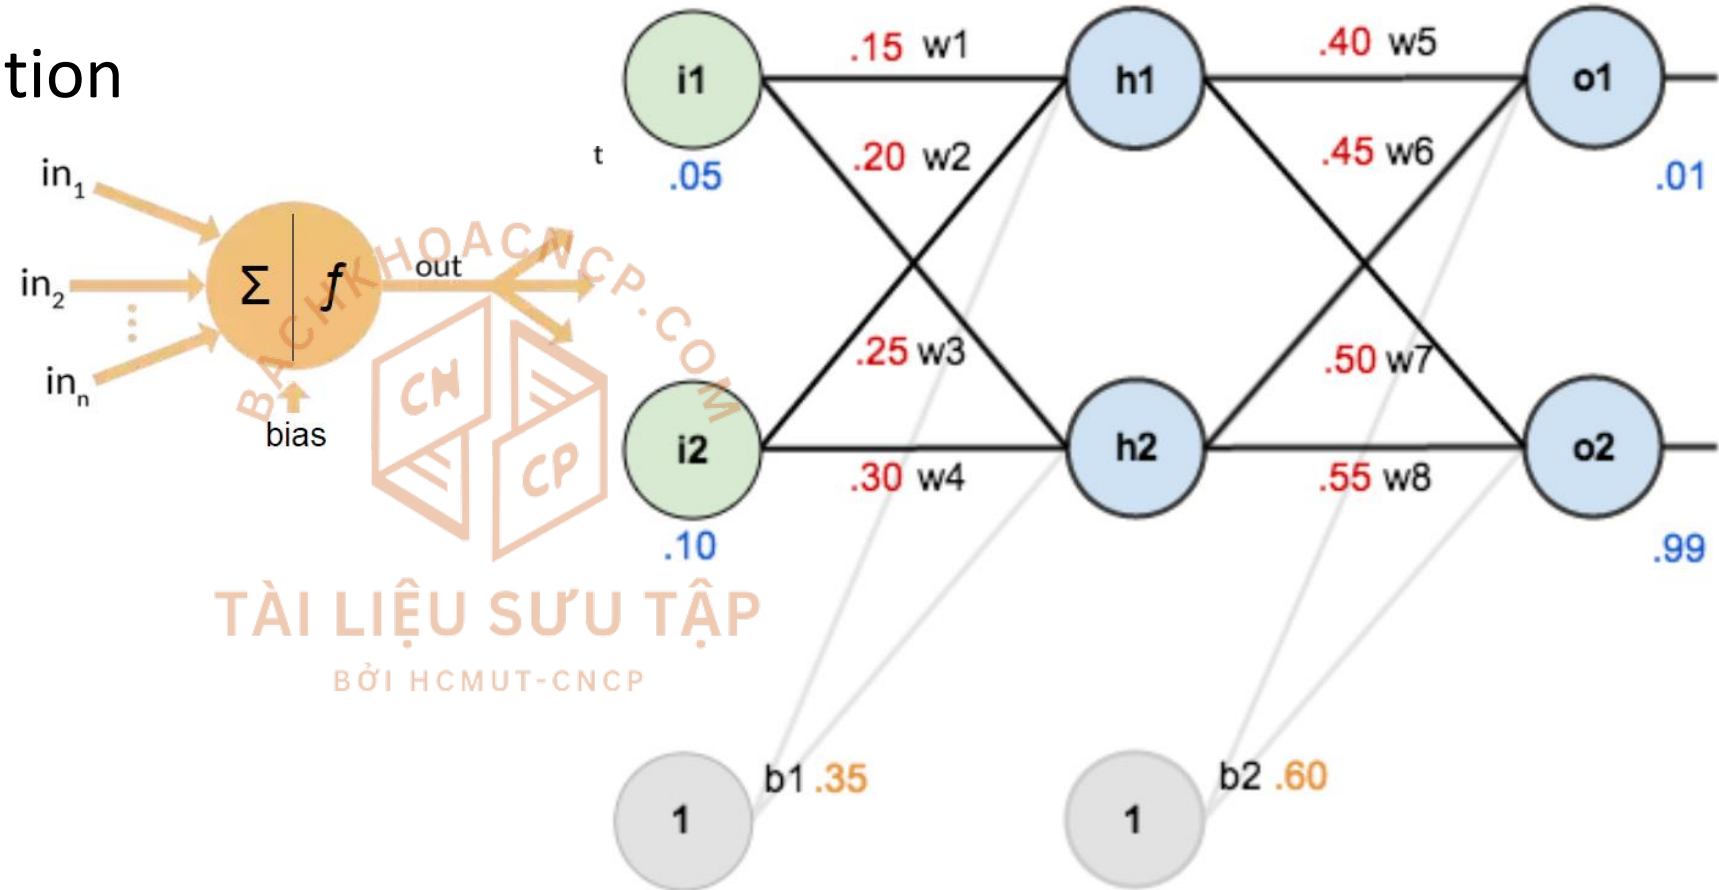 tion
in1
in2
⋮
inn
Σ
f
out
bias
t
i1
.05
i2
.10
.15 w1
.20 w2
.25 w3
.30 w4
h1
h2
.40 w5
.45 w6
.50 w7
.55 w8
o1
.01
o2
.99
1
b1 .35
1
b2 .60
BACHKHOACNCP.COM
CN
CP
TÀI LIỆU SƯU TẬP
BỞI HCMUT-CNCP